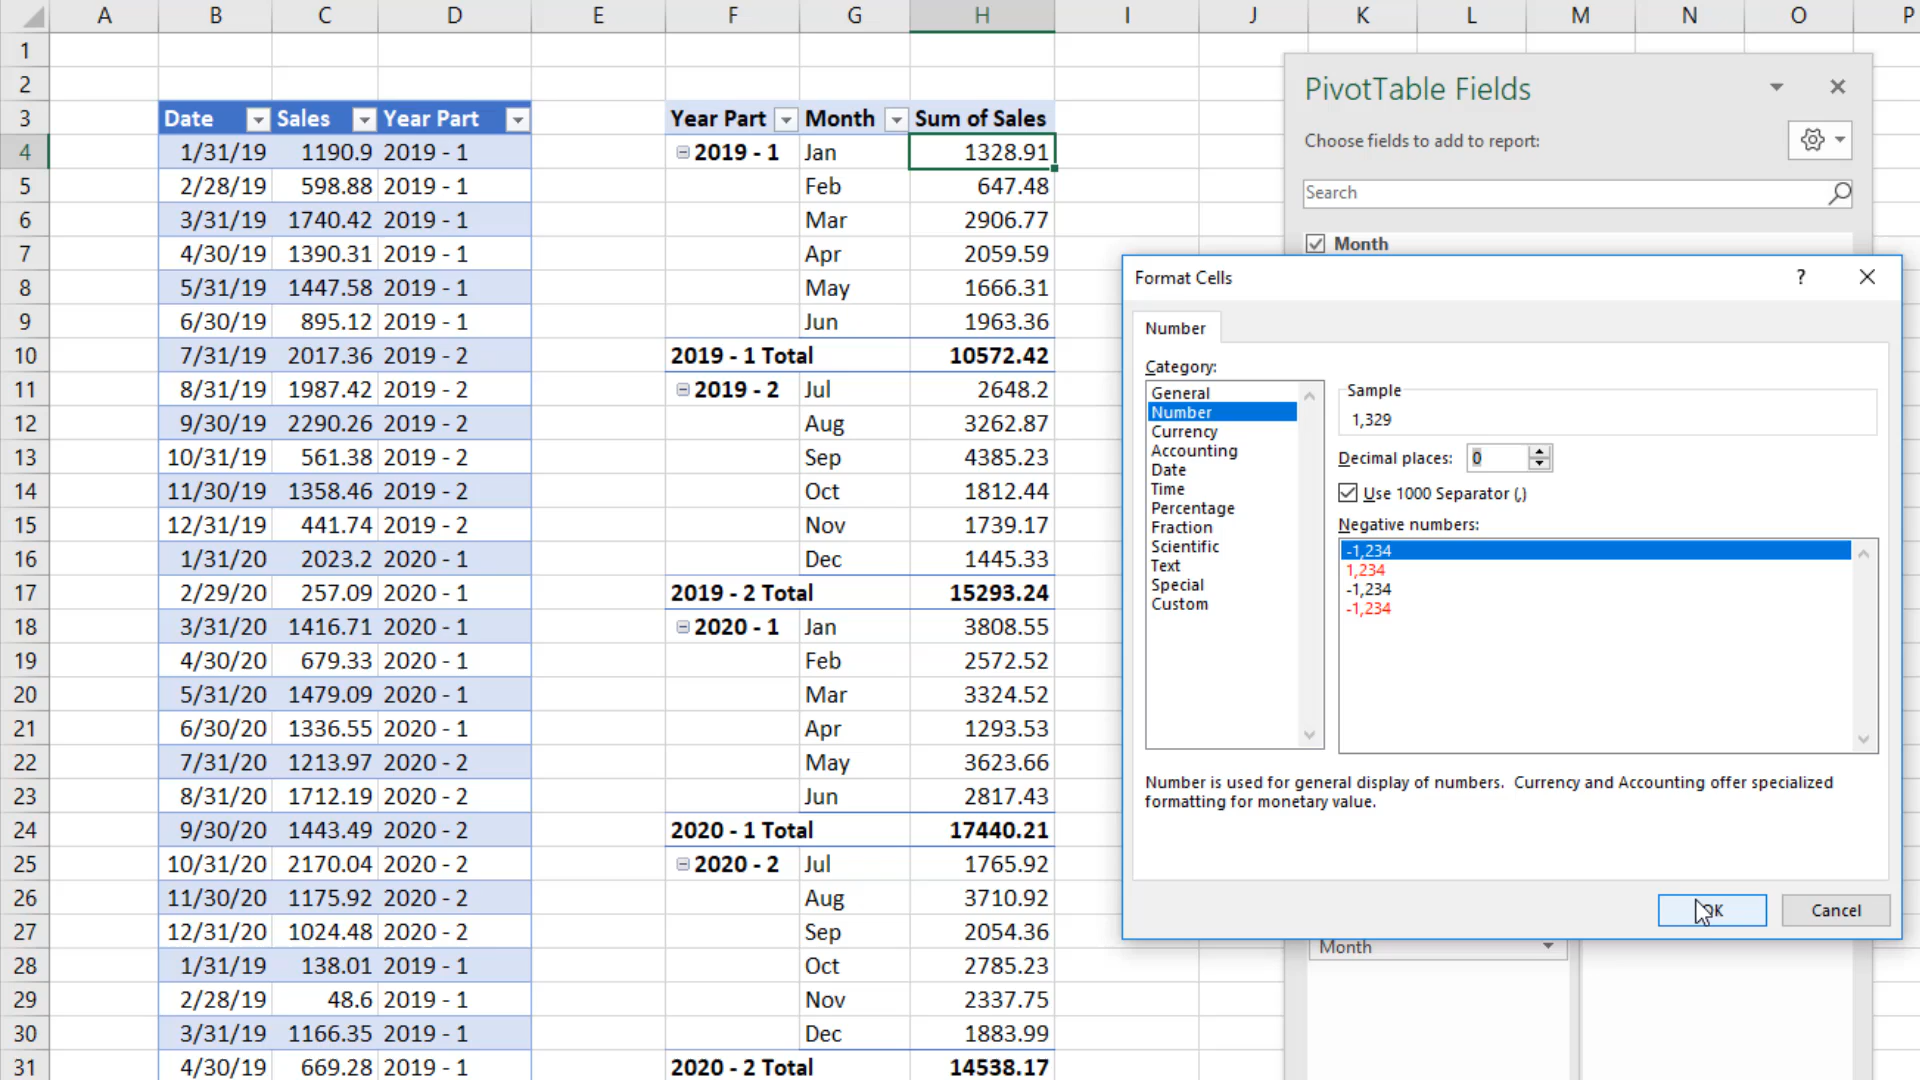 A B C D E F G H I J K L M N O P
1
2
3 Date Sales Year Part Year Part Month Sum of Sales
4 1/31/19 1190.9 2019 - 1 2019 - 1 Jan 1328.91
5 2/28/19 598.88 2019 - 1 Feb 647.48
6 3/31/19 1740.42 2019 - 1 Mar 2906.77
7 4/30/19 1390.31 2019 - 1 Apr 2059.59
8 5/31/19 1447.58 2019 - 1 May 1666.31
9 6/30/19 895.12 2019 - 1 Jun 1963.36
10 7/31/19 2017.36 2019 - 2 2019 - 1 Total 10572.42
11 8/31/19 1987.42 2019 - 2 2019 - 2 Jul 2648.2
12 9/30/19 2290.26 2019 - 2 Aug 3262.87
13 10/31/19 561.38 2019 - 2 Sep 4385.23
14 11/30/19 1358.46 2019 - 2 Oct 1812.44
15 12/31/19 441.74 2019 - 2 Nov 1739.17
16 1/31/20 2023.2 2020 - 1 Dec 1445.33
17 2/29/20 257.09 2020 - 1 2019 - 2 Total 15293.24
18 3/31/20 1416.71 2020 - 1 2020 - 1 Jan 3808.55
19 4/30/20 679.33 2020 - 1 Feb 2572.52
20 5/31/20 1479.09 2020 - 1 Mar 3324.52
21 6/30/20 1336.55 2020 - 1 Apr 1293.53
22 7/31/20 1213.97 2020 - 2 May 3623.66
23 8/31/20 1712.19 2020 - 2 Jun 2817.43
24 9/30/20 1443.49 2020 - 2 2020 - 1 Total 17440.21
25 10/31/20 2170.04 2020 - 2 2020 - 2 Jul 1765.92
26 11/30/20 1175.92 2020 - 2 Aug 3710.92
27 12/31/20 1024.48 2020 - 2 Sep 2054.36
28 1/31/19 138.01 2019 - 1 Oct 2785.23
29 2/28/19 48.6 2019 - 1 Nov 2337.75
30 3/31/19 1166.35 2019 - 1 Dec 1883.99
31 4/30/19 669.28 2019 - 1 2020 - 2 Total 14538.17
PivotTable Fields
Choose fields to add to report:
Search
Month
Format Cells
Number
Category:
General
Number
Currency
Accounting
Date
Time
Percentage
Fraction
Scientific
Text
Special
Custom
Sample
1,329
Decimal places: 0
Use 1000 Separator (,)
Negative numbers:
-1,234
1,234
-1,234
-1,234
Number is used for general display of numbers. Currency and Accounting offer specialized
formatting for monetary value.
OK Cancel
Month